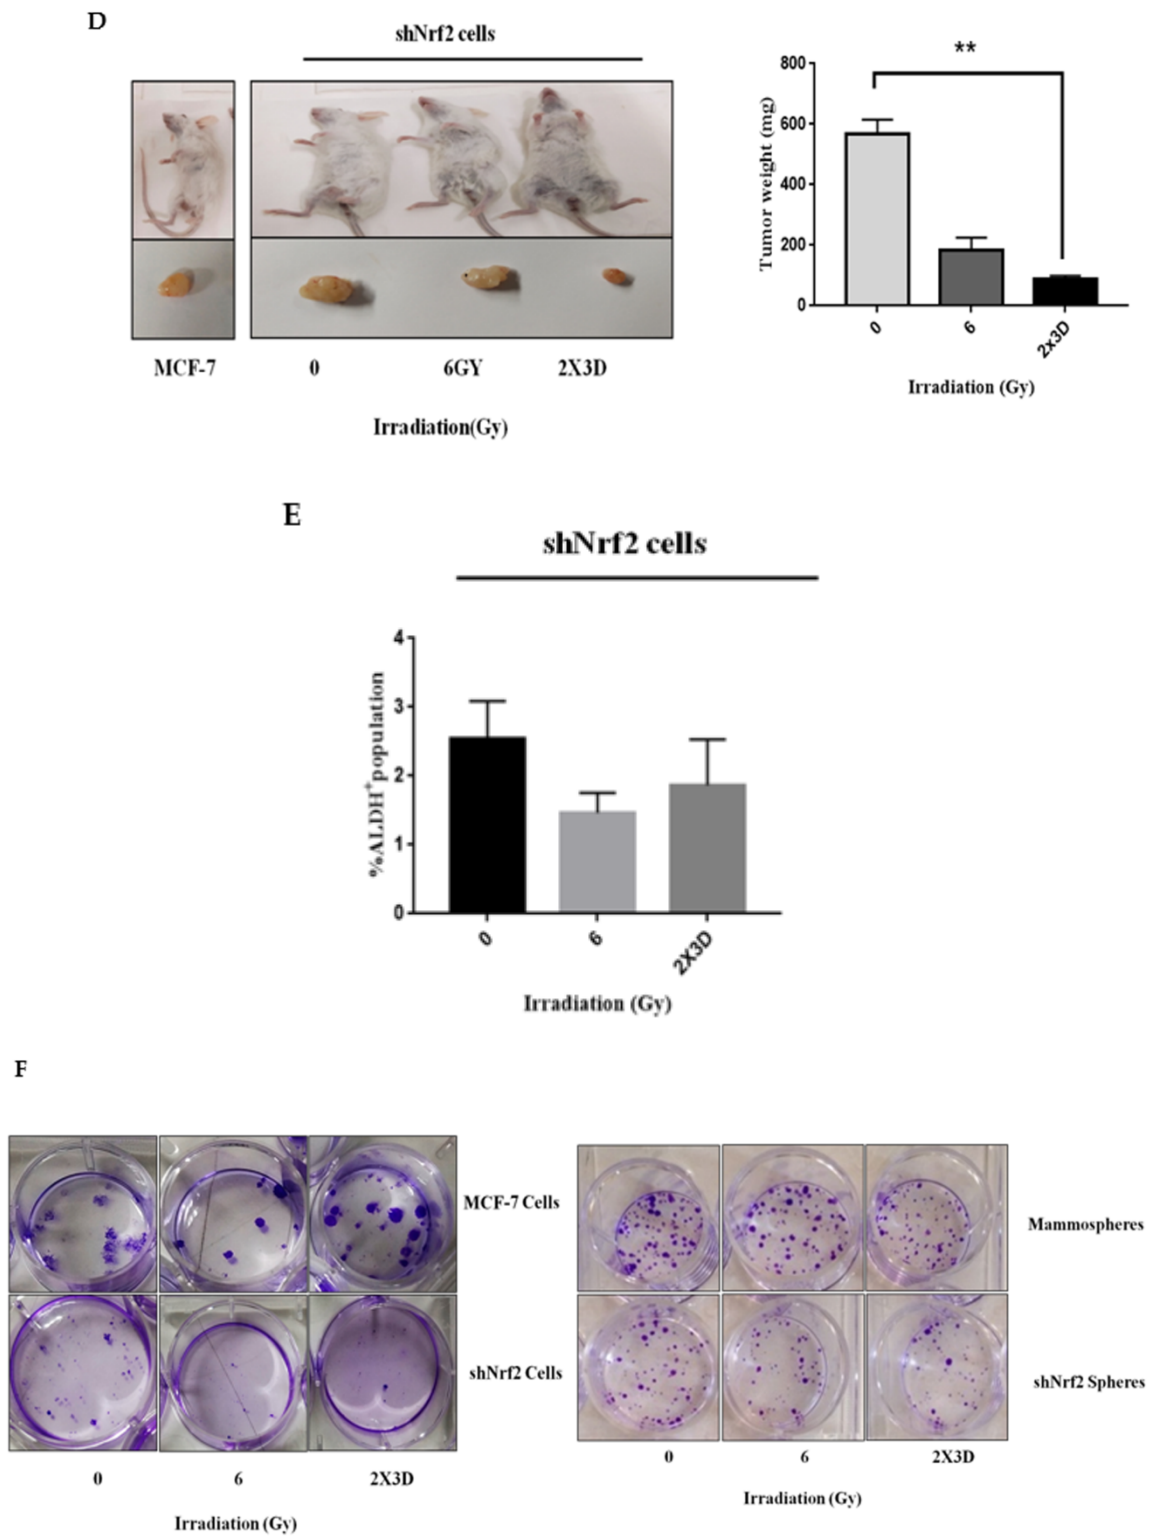 D
shNrf2 cells
MCF-7
0
6GY
2X3D
Irradiation(Gy)
**
Tumor weight (mg)
800
600
400
200
0
0
6
2x3D
Irradiation (Gy)
E
shNrf2 cells
%ALDH+population
4
3
2
1
0
0
6
2X3D
Irradiation (Gy)
F
MCF-7 Cells
shNrf2 Cells
0
6
2X3D
Irradiation (Gy)
Mammospheres
shNrf2 Spheres
0
6
2X3D
Irradiation (Gy)